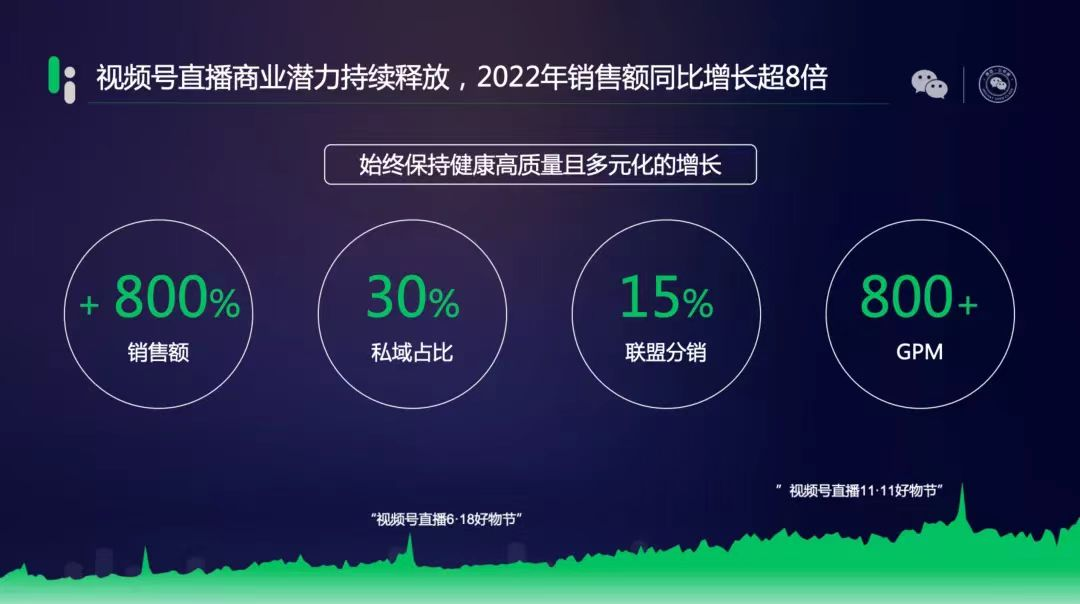 视频号直播商业潜力持续释放，2022年销售额同比增长超8倍
始终保持健康高质量且多元化的增长
+ 800%
销售额
30%
私域占比
15%
联盟分销
800+
GPM
”视频号直播11·11好物节”
“视频号直播6·18好物节”